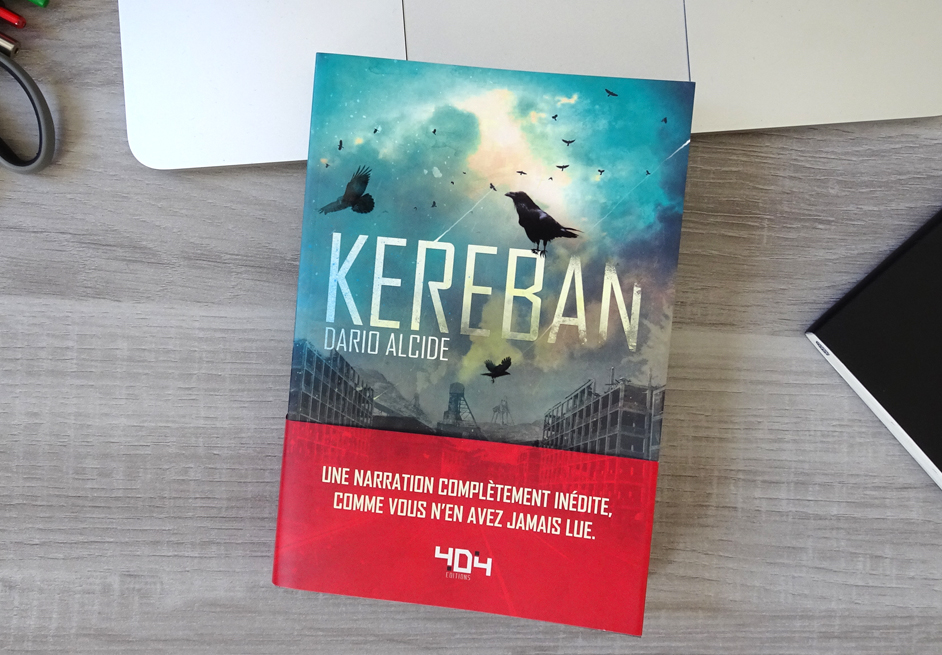 KEREBAN
DARIO ALCIDE
UNE NARRATION COMPLÈTEMENT INÉDITE,
COMME VOUS N'EN AVEZ JAMAIS LUE.
404
ÉDITIONS